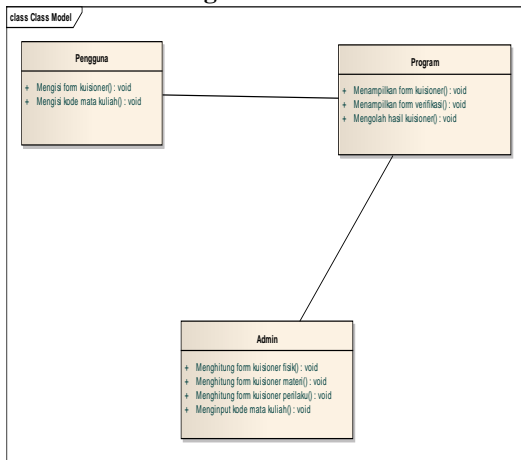 class Class Model
Pengguna
+ Mengisi form kuisioner() : void
+ Mengisi kode mata kuliah() : void
Program
+ Menampilkan form kuisioner() : void
+ Menampilkan form verifikasi() : void
+ Mengolah hasil kuisioner() : void
Admin
+ Menghitung form kuisioner fisik() : void
+ Menghitung form kuisioner materi() : void
+ Menghitung form kuisioner perilaku() : void
+ Menginput kode mata kuliah() : void